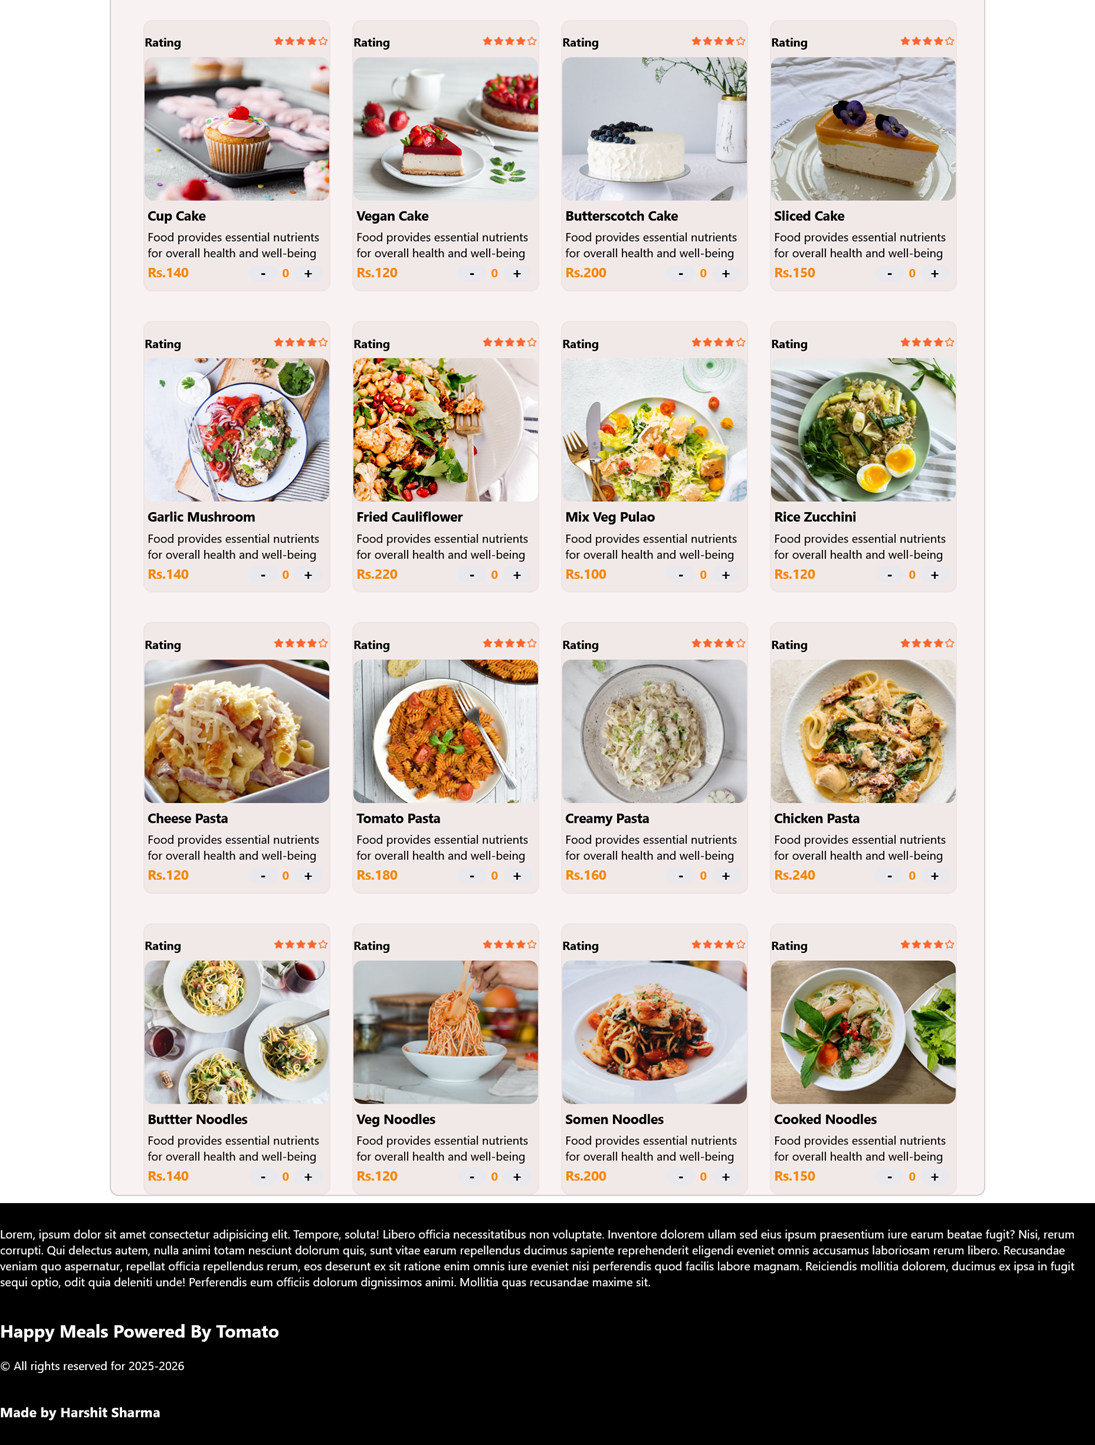 Rating Rating Rating Rating
Cup Cake Vegan Cake Butterscotch Cake Sliced Cake
Food provides essential nutrients Food provides essential nutrients Food provides essential nutrients Food provides essential nutrients
for overall health and well-being for overall health and well-being for overall health and well-being for overall health and well-being
Rs.140 - 0 + Rs.120 - 0 + Rs.200 - 0 + Rs.150 - 0 +
Rating Rating Rating Rating
Garlic Mushroom Fried Cauliflower Mix Veg Pulao Rice Zucchini
Food provides essential nutrients Food provides essential nutrients Food provides essential nutrients Food provides essential nutrients
for overall health and well-being for overall health and well-being for overall health and well-being for overall health and well-being
Rs.140 - 0 + Rs.220 - 0 + Rs.100 - 0 + Rs.120 - 0 +
Rating Rating Rating Rating
Cheese Pasta Tomato Pasta Creamy Pasta Chicken Pasta
Food provides essential nutrients Food provides essential nutrients Food provides essential nutrients Food provides essential nutrients
for overall health and well-being for overall health and well-being for overall health and well-being for overall health and well-being
Rs.120 - 0 + Rs.180 - 0 + Rs.160 - 0 + Rs.240 - 0 +
Rating Rating Rating Rating
Buttter Noodles Veg Noodles Somen Noodles Cooked Noodles
Food provides essential nutrients Food provides essential nutrients Food provides essential nutrients Food provides essential nutrients
for overall health and well-being for overall health and well-being for overall health and well-being for overall health and well-being
Rs.140 - 0 + Rs.120 - 0 + Rs.200 - 0 + Rs.150 - 0 +
Lorem, ipsum dolor sit amet consectetur adipisicing elit. Tempore, soluta! Libero officia necessitatibus non voluptate. Inventore dolorem ullam sed eius ipsum praesentium iure earum beatae fugit? Nisi, rerum
corrupti. Qui delectus autem, nulla animi totam nesciunt dolorum quis, sunt vitae earum repellendus ducimus sapiente reprehenderit eligendi eveniet omnis accusamus laboriosam rerum libero. Recusandae
veniam quo aspernatur, repellat officia repellendus rerum, eos deserunt ex sit ratione enim omnis iure eveniet nisi perferendis quod facilis labore magnam. Reiciendis mollitia dolorem, ducimus ex ipsa in fugit
sequi optio, odit quia deleniti unde! Perferendis eum officiis dolorum dignissimos animi. Mollitia quas recusandae maxime sit.
Happy Meals Powered By Tomato
© All rights reserved for 2025-2026
Made by Harshit Sharma